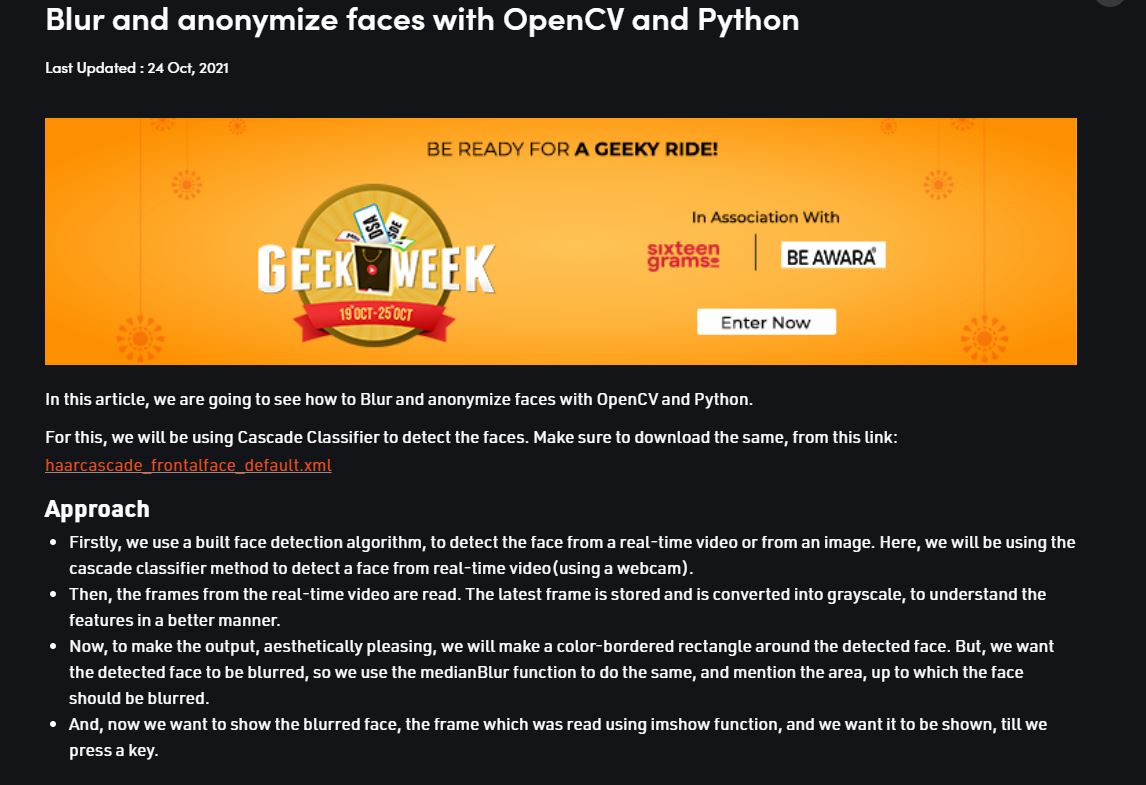 Blur and anonymize faces with OpenCV and Python
Last Updated : 24 Oct, 2021
BE READY FOR A GEEKY RIDE!
DSA
SDE
GEEK WEEK
19th OCT-25th OCT
In Association With
sixteen
grams
BE AWARA®
Enter Now
In this article, we are going to see how to Blur and anonymize faces with OpenCV and Python.
For this, we will be using Cascade Classifier to detect the faces. Make sure to download the same, from this link:
haarcascade_frontalface_default.xml
Approach
• Firstly, we use a built face detection algorithm, to detect the face from a real-time video or from an image. Here, we will be using the
cascade classifier method to detect a face from real-time video(using a webcam).
• Then, the frames from the real-time video are read. The latest frame is stored and is converted into grayscale, to understand the
features in a better manner.
• Now, to make the output, aesthetically pleasing, we will make a color-bordered rectangle around the detected face. But, we want
the detected face to be blurred, so we use the medianBlur function to do the same, and mention the area, up to which the face
should be blurred.
• And, now we want to show the blurred face, the frame which was read using imshow function, and we want it to be shown, till we
press a key.